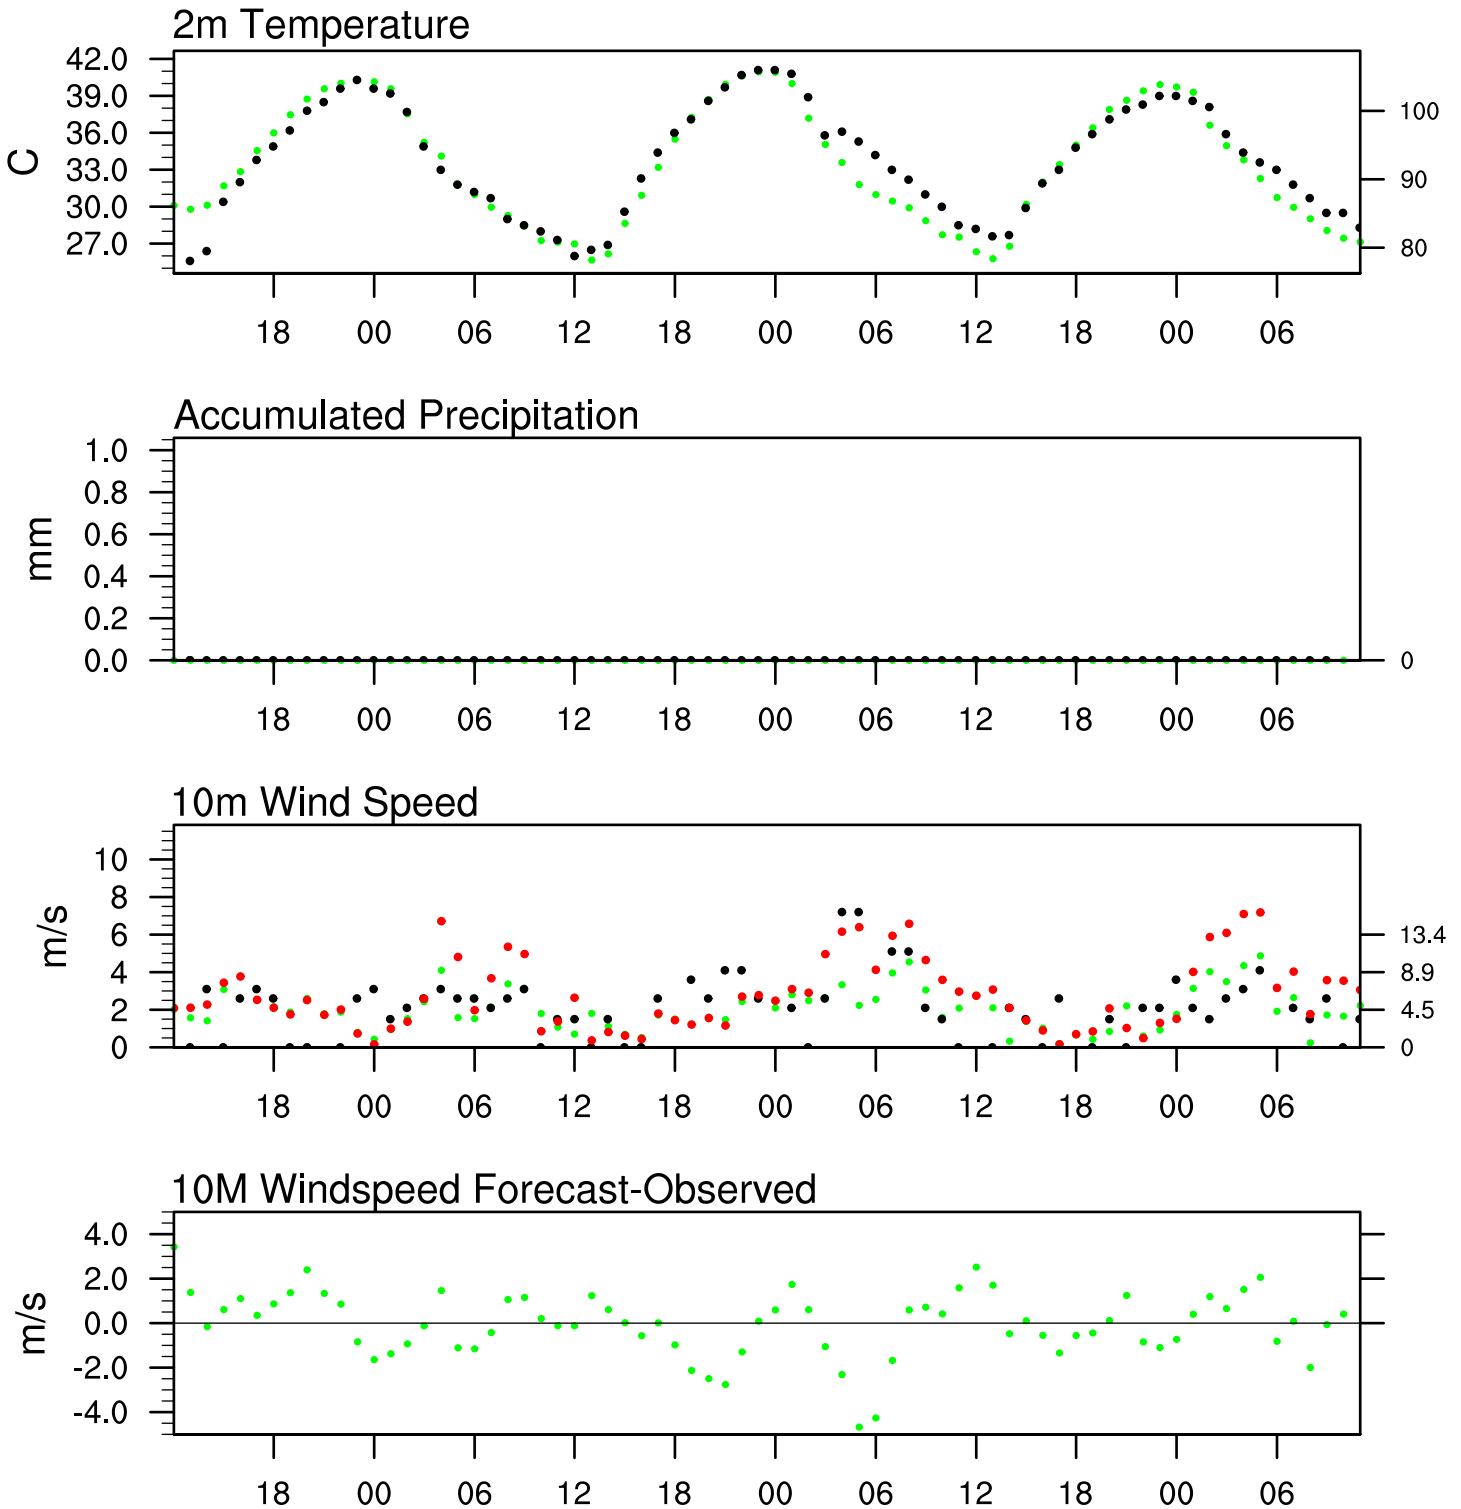 2m Temperature
42.0
39.0
36.0
33.0
30.0
27.0
C
100
90
80
18 00 06 12 18 00 06 12 18 00 06
Accumulated Precipitation
1.0
0.8
0.6
0.4
0.2
0.0
mm
0
18 00 06 12 18 00 06 12 18 00 06
10m Wind Speed
10
8
6
4
2
0
m/s
13.4
8.9
4.5
0
18 00 06 12 18 00 06 12 18 00 06
10M Windspeed Forecast-Observed
4.0
2.0
0.0
-2.0
-4.0
m/s
18 00 06 12 18 00 06 12 18 00 06